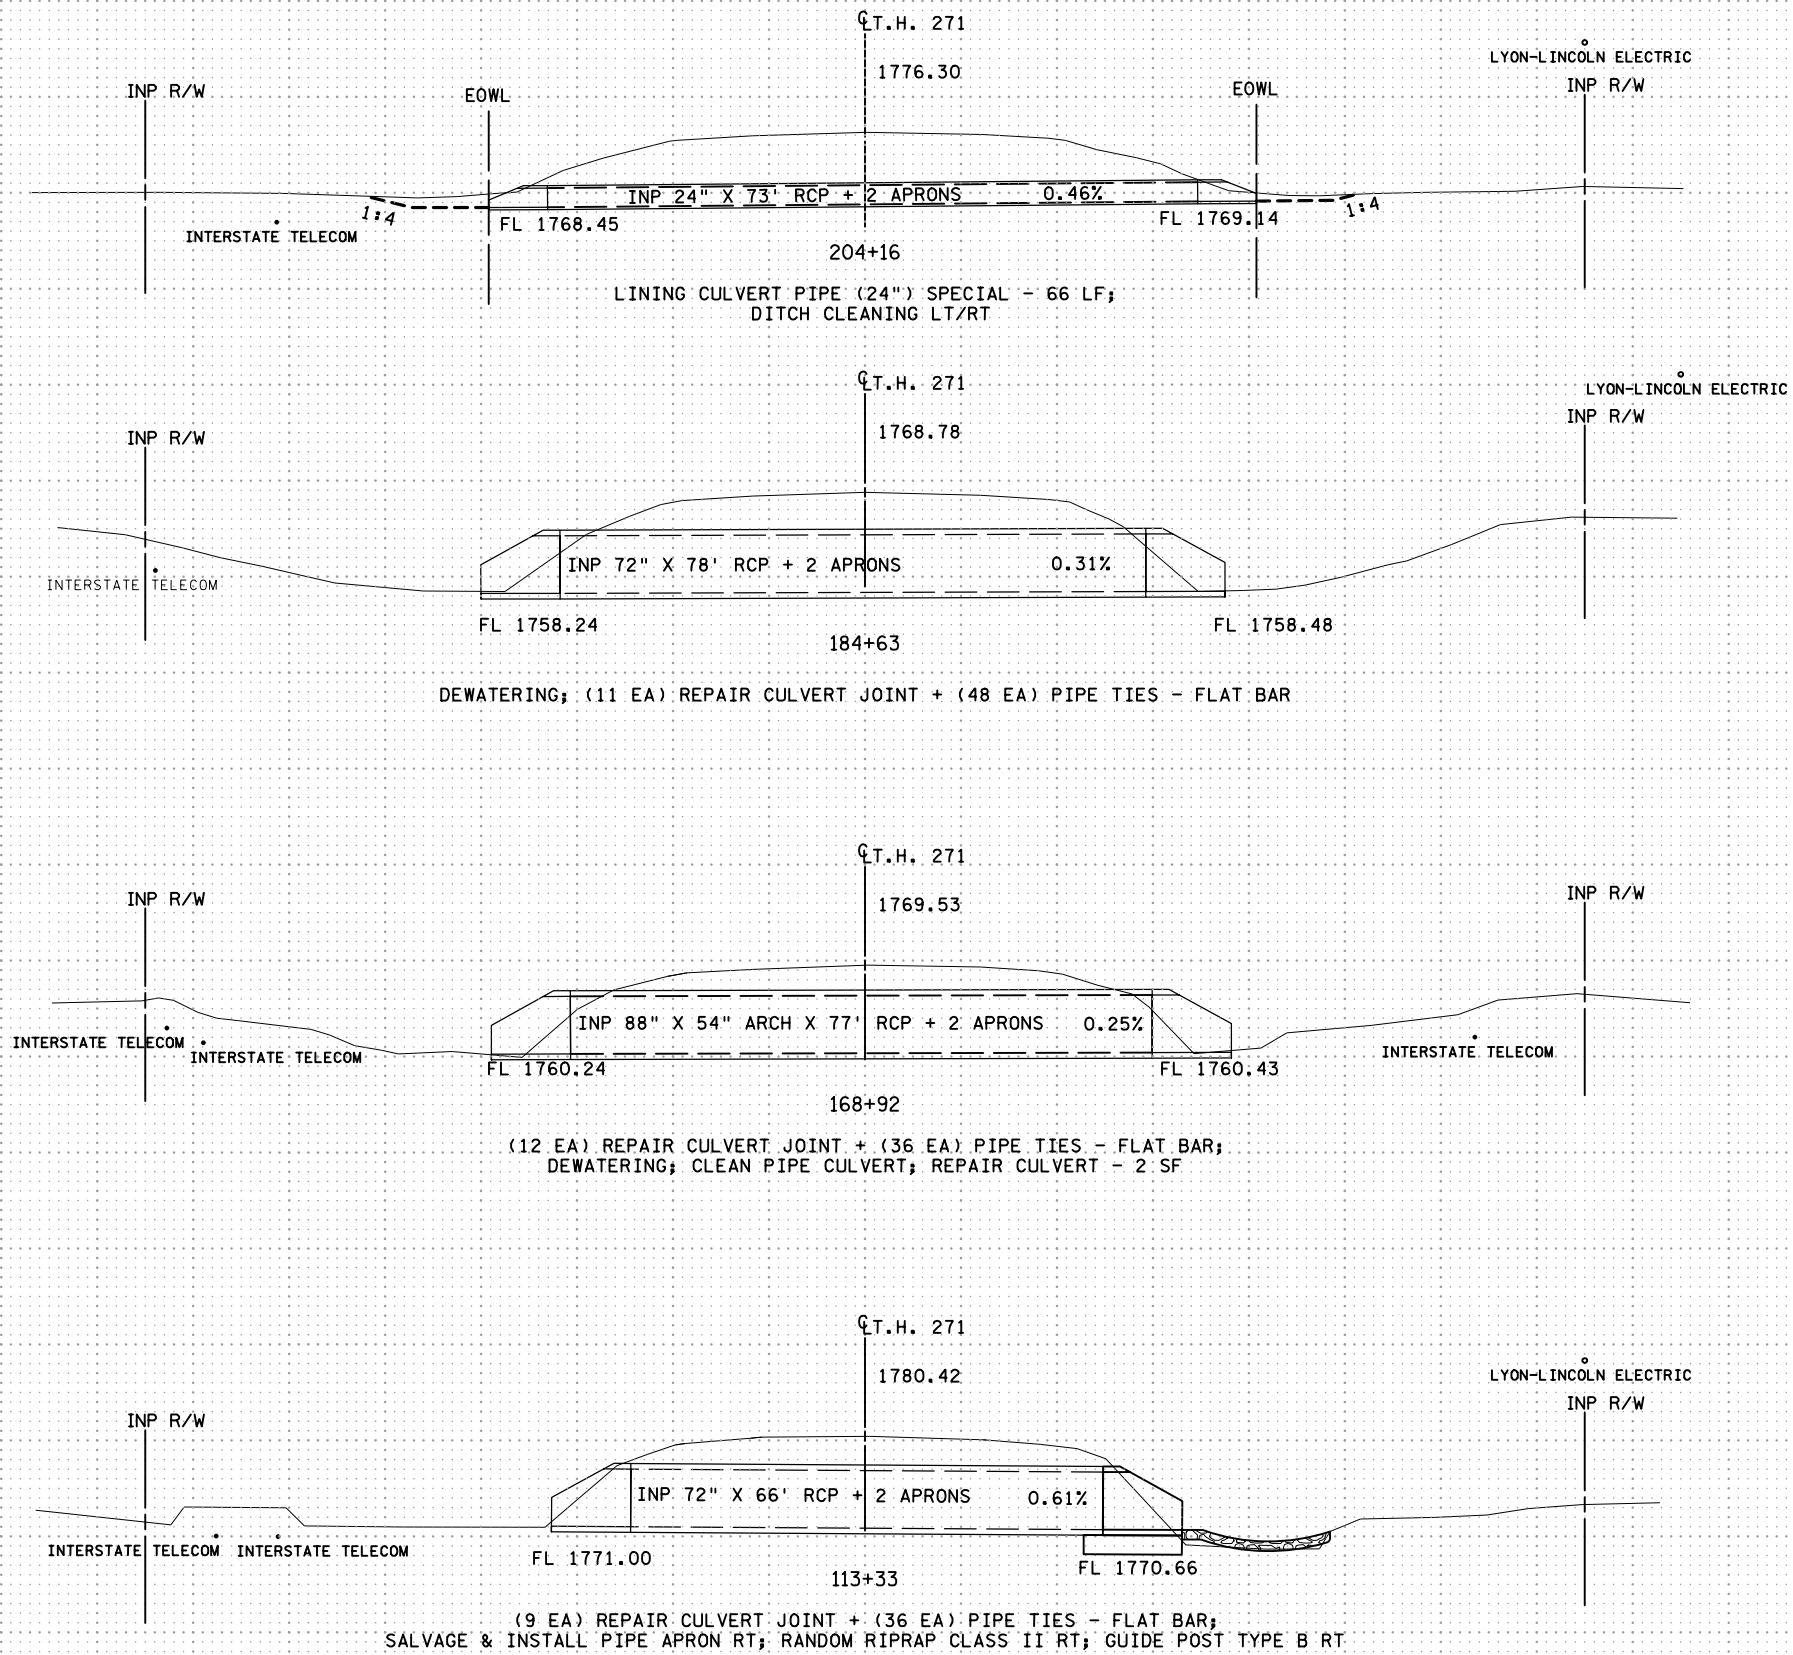 ℄ T.H. 271
1776.30
LYON-LINCOLN ELECTRIC
INP R/W
EOWL
EOWL
INP R/W
INP 24" X 73' RCP + 2 APRONS
0.46%
1:4
1:4
FL 1768.45
FL 1769.14
INTERSTATE TELECOM
204+16
LINING CULVERT PIPE (24") SPECIAL - 66 LF;
DITCH CLEANING LT/RT
℄ T.H. 271
1768.78
LYON-LINCOLN ELECTRIC
INP R/W
INP R/W
INP 72" X 78' RCP + 2 APRONS
0.31%
INTERSTATE TELECOM
FL 1758.24
FL 1758.48
184+63
DEWATERING; (11 EA) REPAIR CULVERT JOINT + (48 EA) PIPE TIES - FLAT BAR
℄ T.H. 271
1769.53
INP R/W
INP R/W
INP 88" X 54" ARCH X 77' RCP + 2 APRONS
0.25%
INTERSTATE TELECOM
INTERSTATE TELECOM
INTERSTATE TELECOM
FL 1760.24
FL 1760.43
168+92
(12 EA) REPAIR CULVERT JOINT + (36 EA) PIPE TIES - FLAT BAR;
DEWATERING; CLEAN PIPE CULVERT; REPAIR CULVERT - 2 SF
℄ T.H. 271
1780.42
LYON-LINCOLN ELECTRIC
INP R/W
INP R/W
INP 72" X 66' RCP + 2 APRONS
0.61%
INTERSTATE TELECOM
INTERSTATE TELECOM
FL 1771.00
FL 1770.66
113+33
(9 EA) REPAIR CULVERT JOINT + (36 EA) PIPE TIES - FLAT BAR;
SALVAGE & INSTALL PIPE APRON RT; RANDOM RIPRAP CLASS II RT; GUIDE POST TYPE B RT